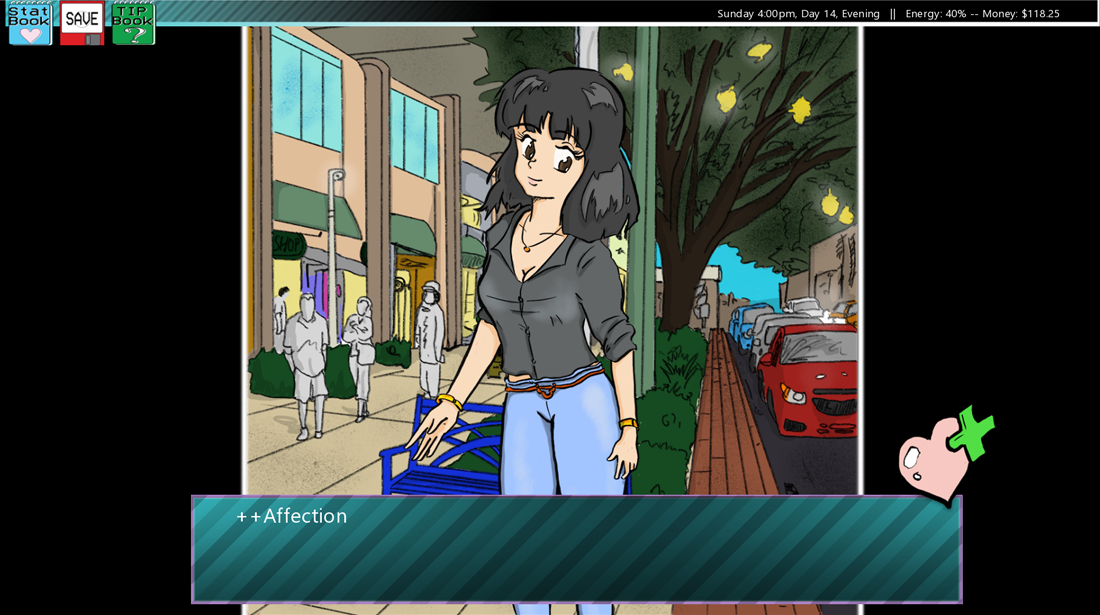 Stat
Book
SAVE
TIP
Book
?
Sunday 4:00pm, Day 14, Evening || Energy: 40% -- Money: $118.25
SHOP
++Affection